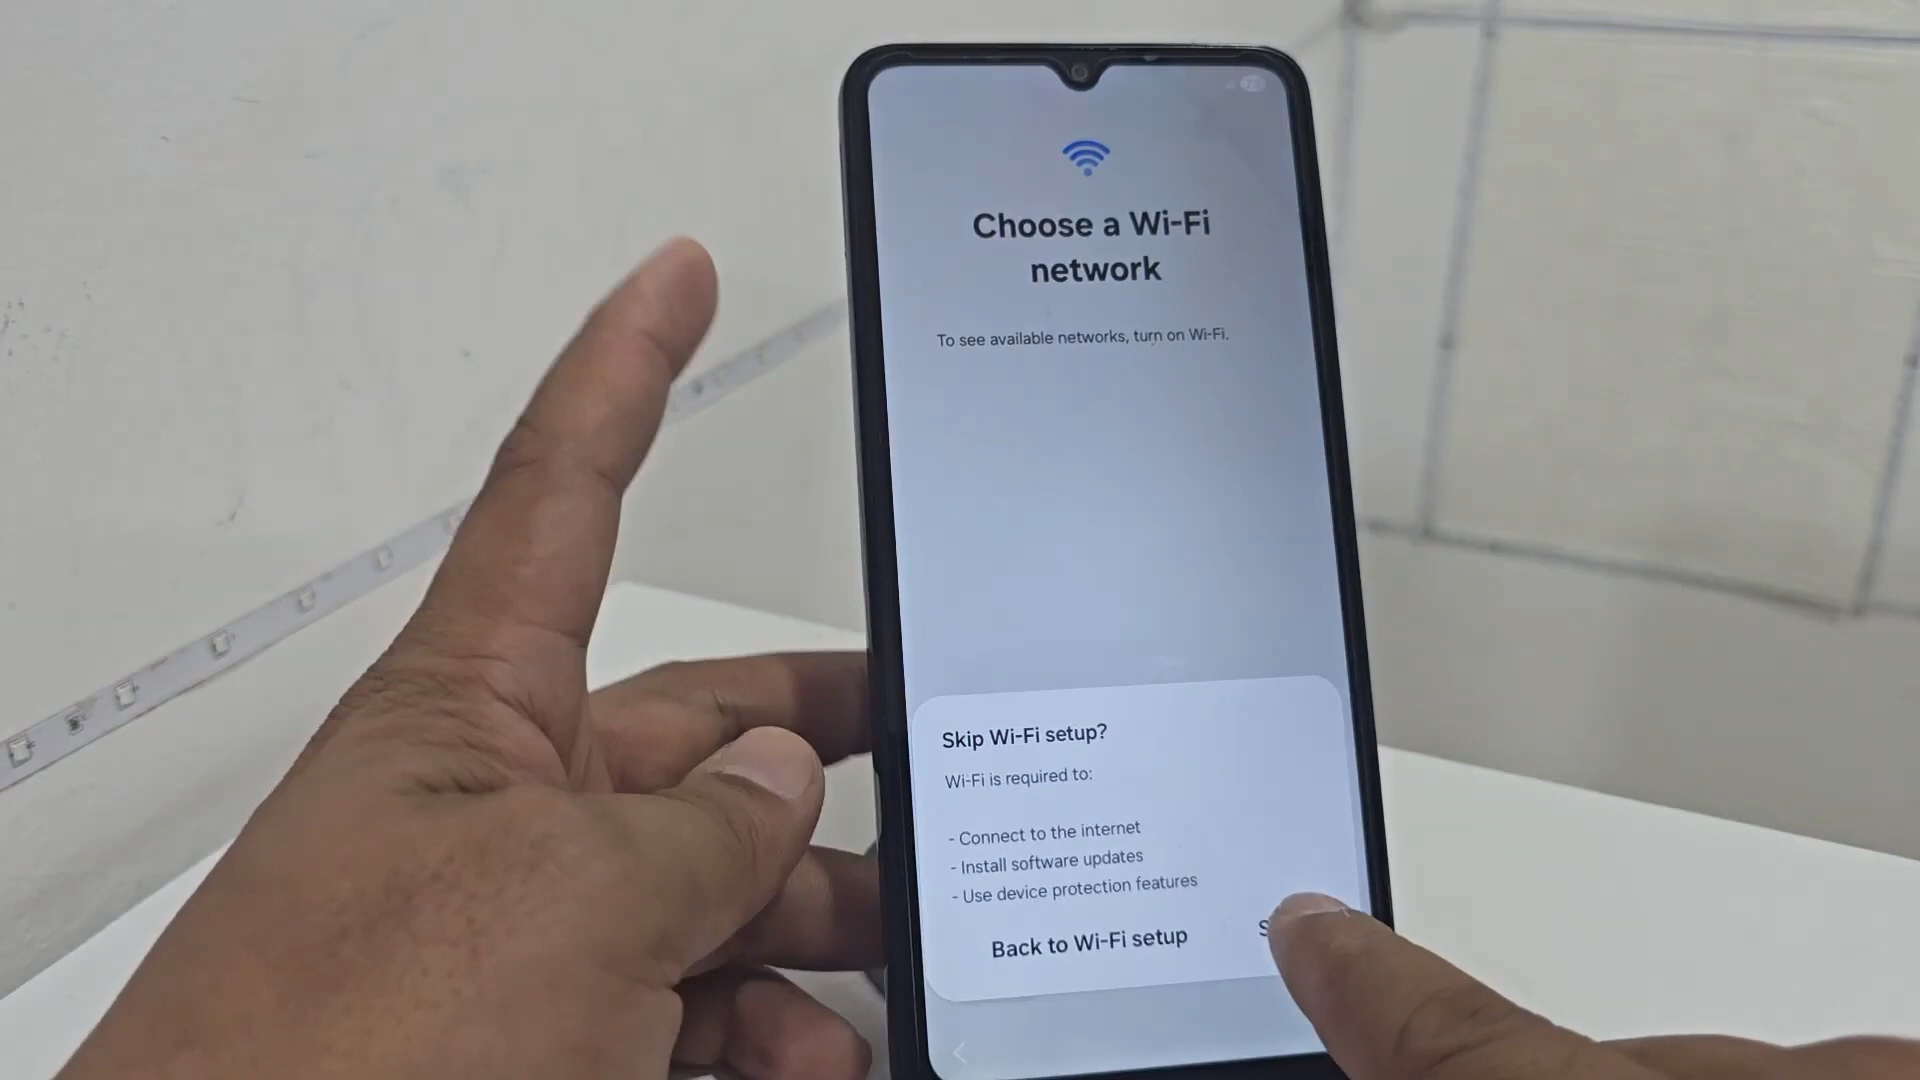 Choose a Wi-Fi
network
To see available networks, turn on Wi-Fi.
Skip Wi-Fi setup?
Wi-Fi is required to:
- Connect to the internet
- Install software updates
- Use device protection features
Back to Wi-Fi setup